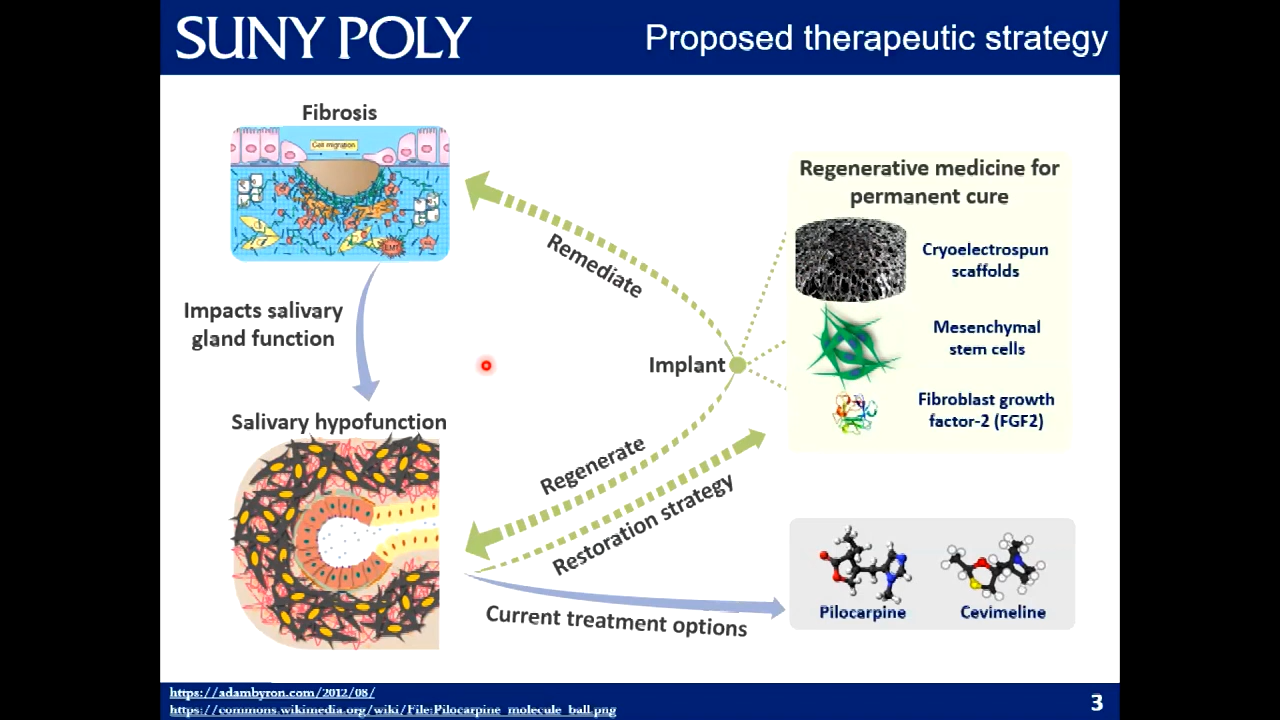 SUNY POLY
Proposed therapeutic strategy
Fibrosis
Cell migration
EMT
Impacts salivary
gland function
Salivary hypofunction
Remediate
Implant
Regenerate
Restoration strategy
Current treatment options
Regenerative medicine for
permanent cure
Cryoelectrospun
scaffolds
Mesenchymal
stem cells
Fibroblast growth
factor-2 (FGF2)
Pilocarpine
Cevimeline
https://adambyron.com/2012/08/
https://commons.wikimedia.org/wiki/File:Pilocarpine_molecule_ball.png
3